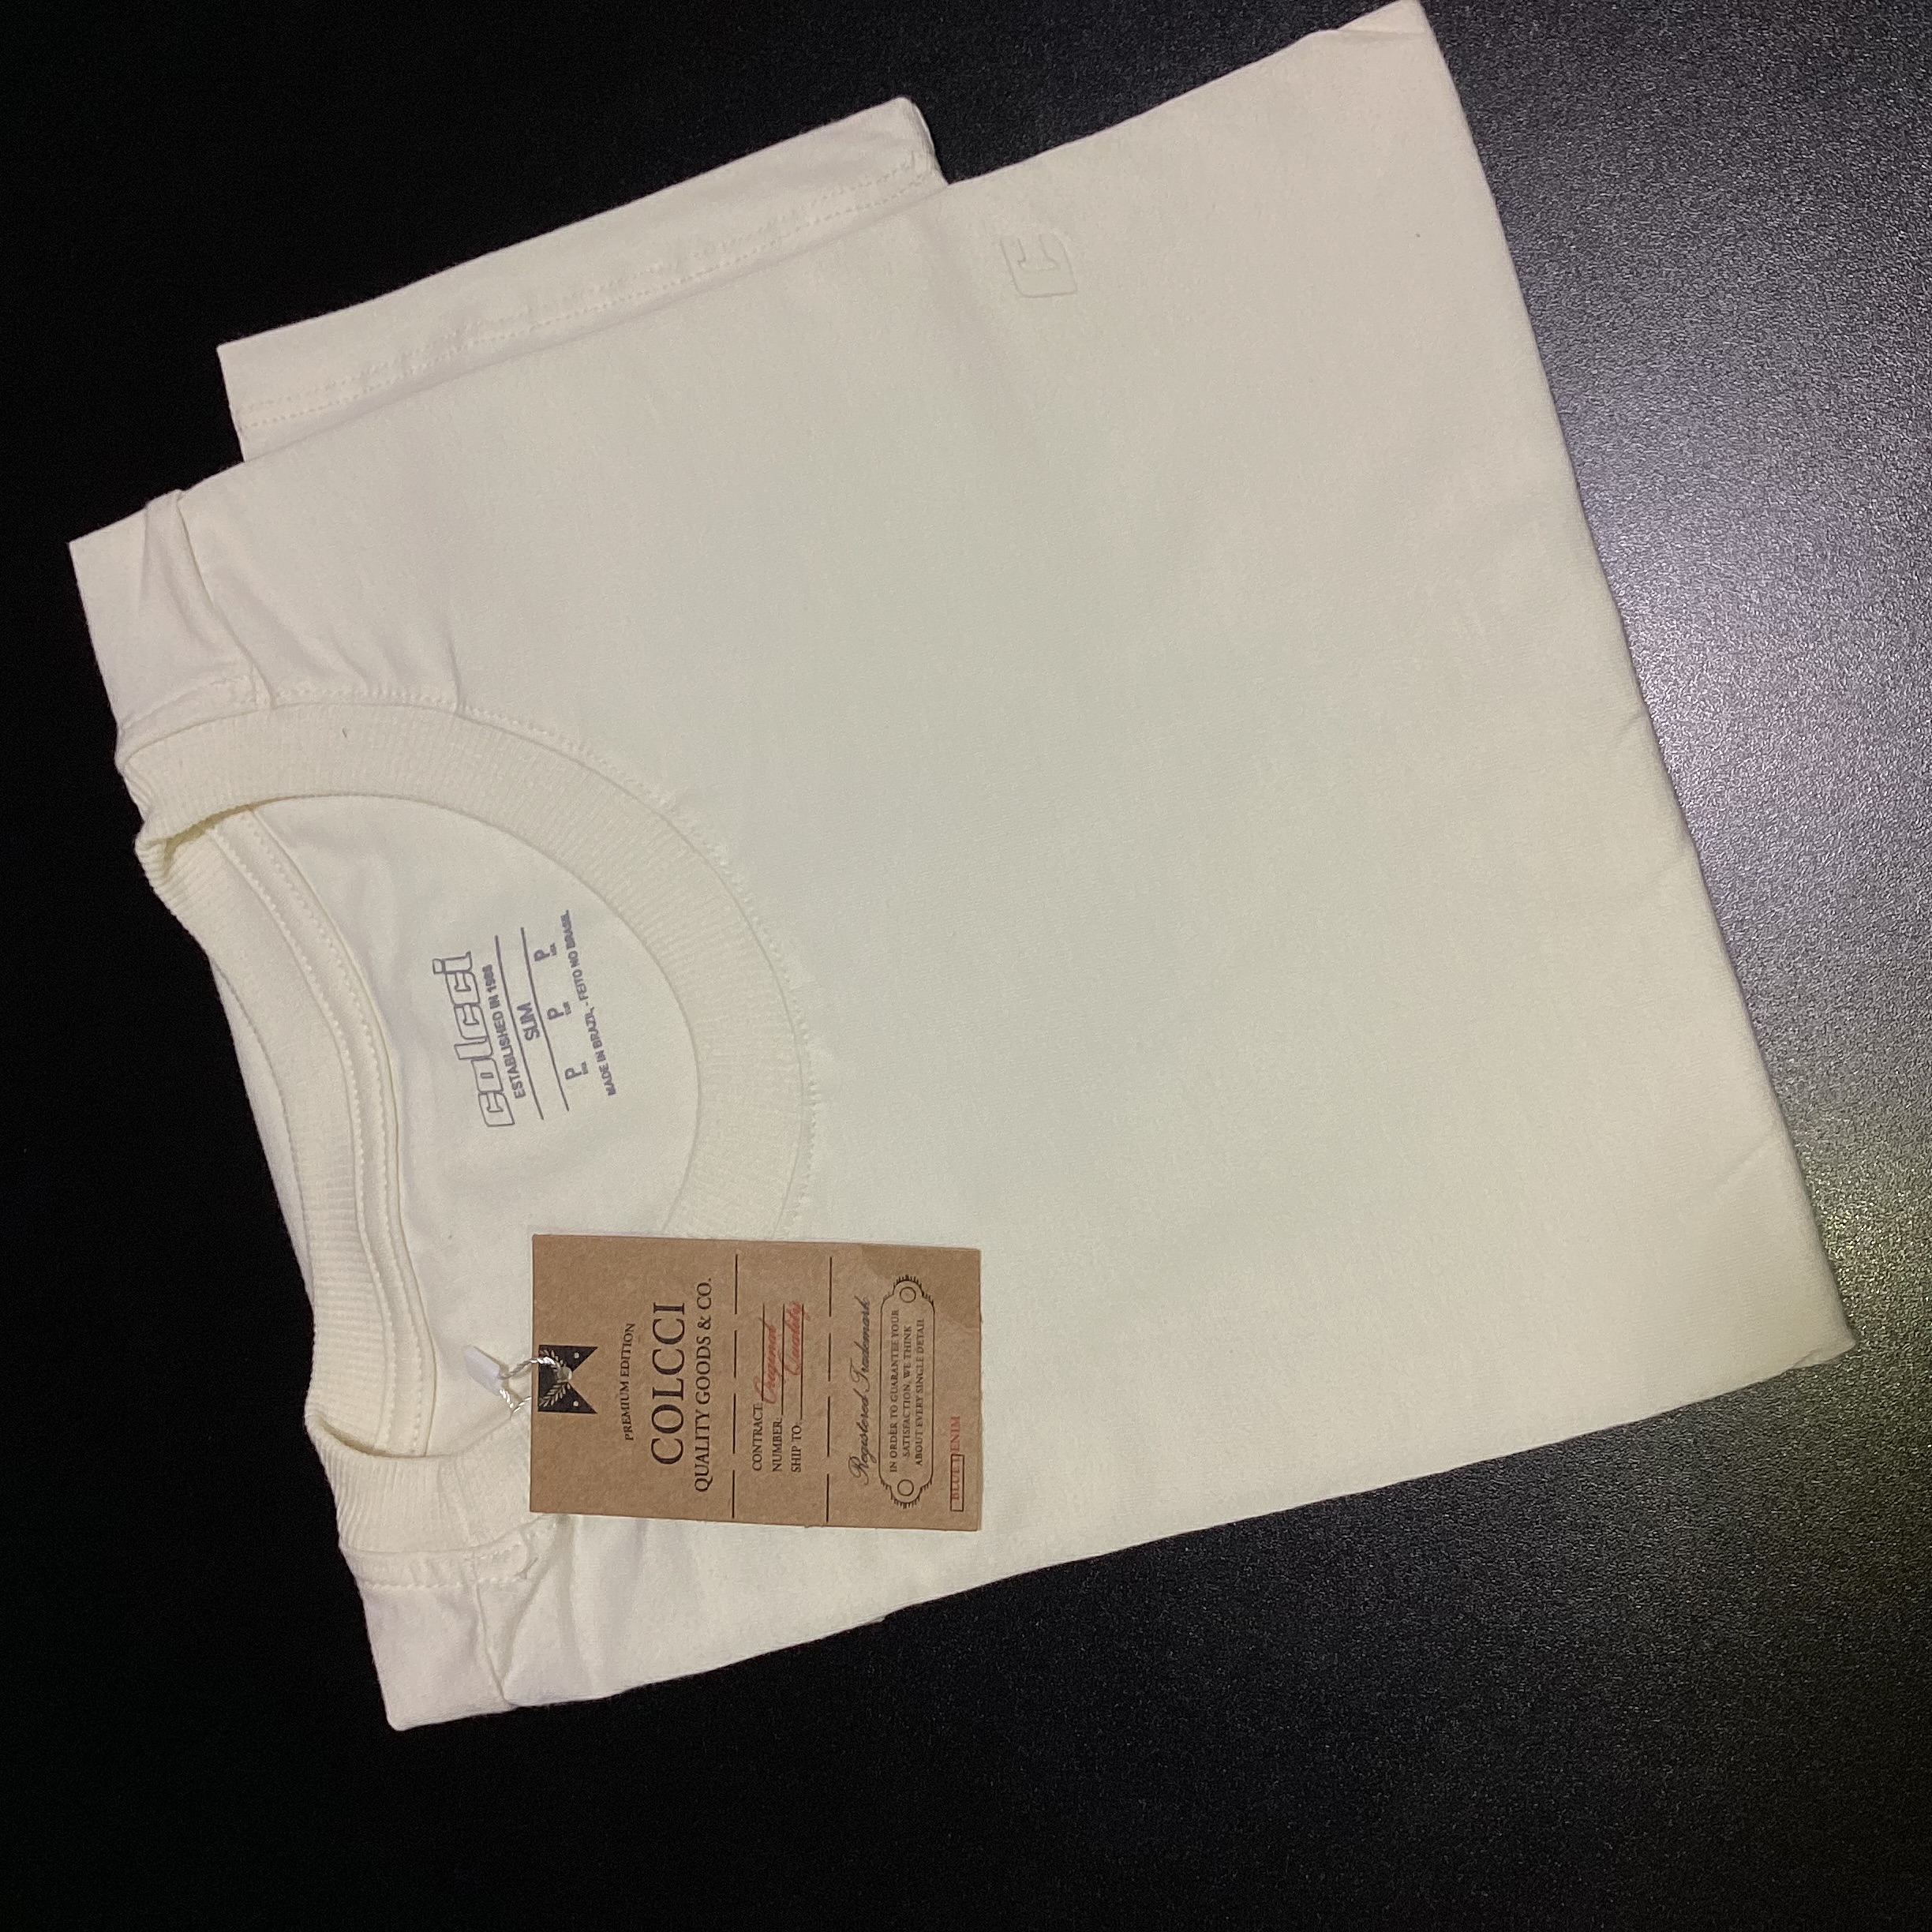 colcci
ESTABLISHED IN 1986
SLIM
P P P
MADE IN BRAZIL - FEITO NO BRASIL
PREMIUM EDITION
COLCCI
QUALITY GOODS & CO.
CONTRACT: Original
NUMBER: Quality
SHIP TO:
Registered Trademark
IN ORDER TO GUARANTEE YOUR
SATISFACTION, WE THINK
ABOUT EVERY SINGLE DETAIL
BLUE DENIM
C